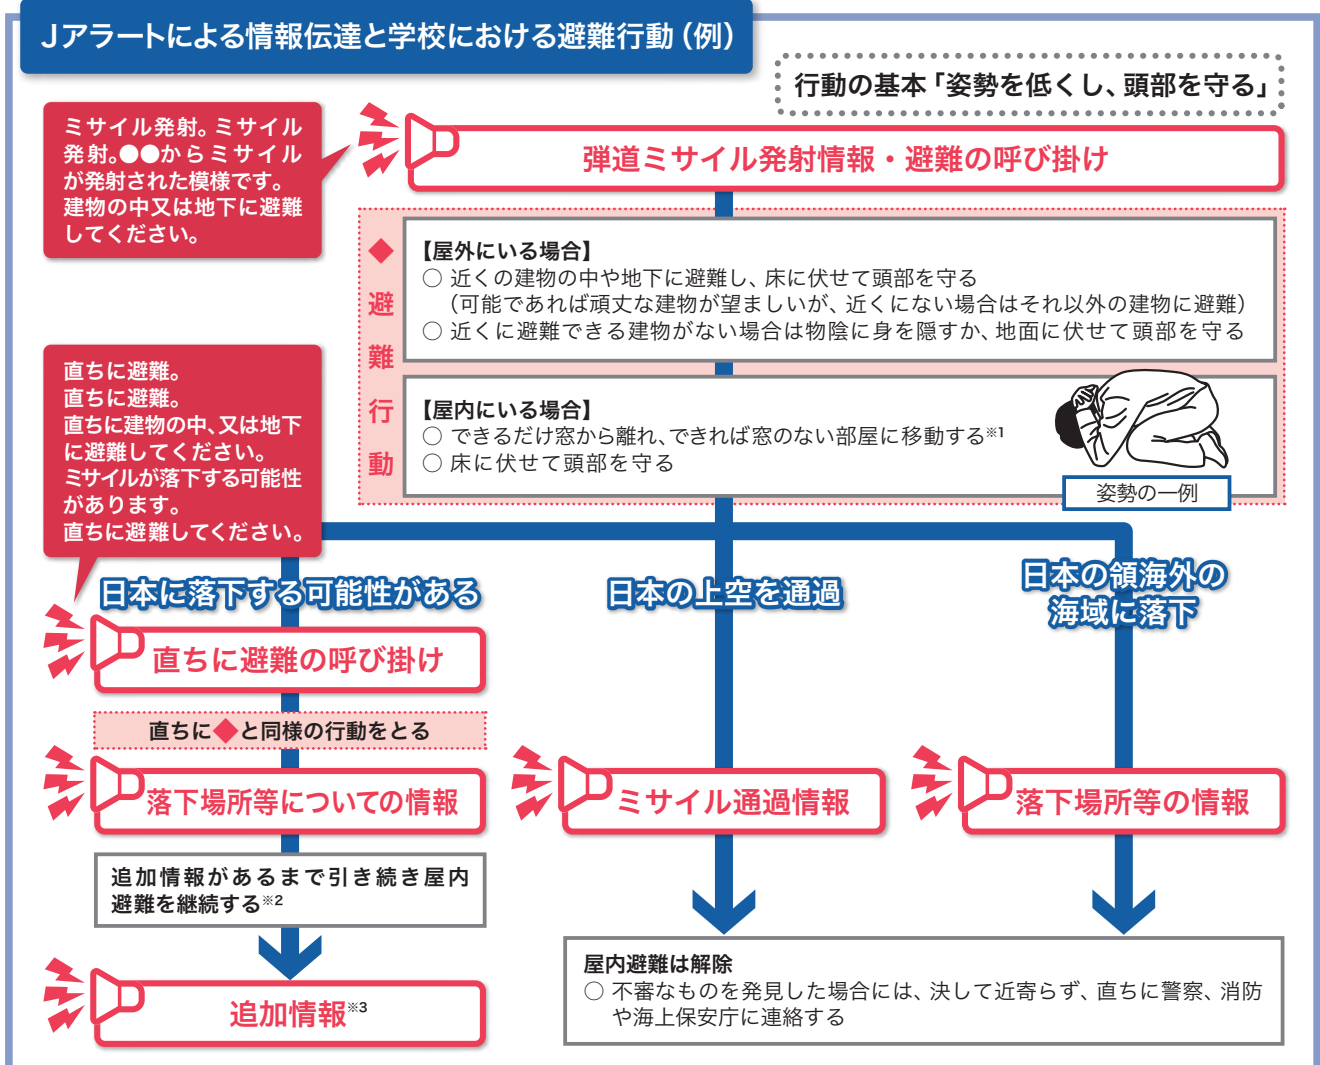 Jアラートによる情報伝達と学校における避難行動（例）
行動の基本「姿勢を低くし、頭部を守る」
ミサイル発射。ミサイル
発射。●●からミサイル
が発射された模様です。
建物の中又は地下に避難
してください。
弾道ミサイル発射情報・避難の呼び掛け
◆避難行動
【屋外にいる場合】
○ 近くの建物の中や地下に避難し、床に伏せて頭部を守る
（可能であれば頑丈な建物が望ましいが、近くにない場合はそれ以外の建物に避難）
○ 近くに避難できる建物がない場合は物陰に身を隠すか、地面に伏せて頭部を守る
【屋内にいる場合】
○ できるだけ窓から離れ、できれば窓のない部屋に移動する※1
○ 床に伏せて頭部を守る
姿勢の一例
直ちに避難。
直ちに避難。
直ちに建物の中、又は地下
に避難してください。
ミサイルが落下する可能性
があります。
直ちに避難してください。
日本に落下する可能性がある
直ちに避難の呼び掛け
直ちに◆と同様の行動をとる
落下場所等についての情報
追加情報があるまで引き続き屋内
避難を継続する※2
追加情報※3
日本の上空を通過
ミサイル通過情報
日本の領海外の
海域に落下
落下場所等の情報
屋内避難は解除
○ 不審なものを発見した場合には、決して近寄らず、直ちに警察、消防
や海上保安庁に連絡する